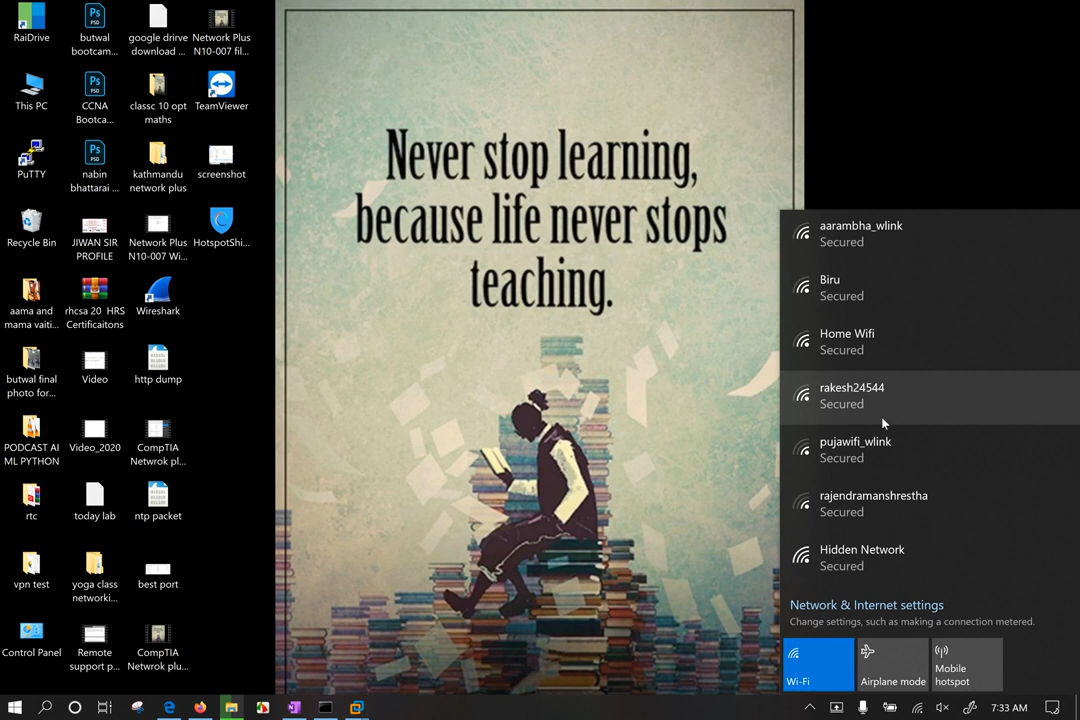 RaiDrive
butwal
bootcam...
google drirve
download ...
Network Plus
N10-007 fil...
This PC
CCNA
Bootca...
classc 10 opt
maths
TeamViewer
PuTTY
nabin
bhattarai ...
kathmandu
network plus
screenshot
Recycle Bin
JIWAN SIR
PROFILE
Network Plus
N10-007 Wi...
HotspotShi...
aama and
mama vaiti...
rhcsa 20 HRS
Certificaitons
Wireshark
butwal final
photo for...
Video
http dump
PODCAST AI
ML PYTHON
Video_2020
CompTIA
Netwrok pl...
rtc
today lab
ntp packet
vpn test
yoga class
networki...
best port
Control Panel
Remote
support p...
CompTIA
Netwrok plu...
Never stop learning,
because life never stops
teaching.
aarambha_wlink
Secured
Biru
Secured
Home Wifi
Secured
rakesh24544
Secured
pujawifi_wlink
Secured
rajendramanshrestha
Secured
Hidden Network
Secured
Network & Internet settings
Change settings, such as making a connection metered.
Wi-Fi
Airplane mode
Mobile
hotspot
7:33 AM